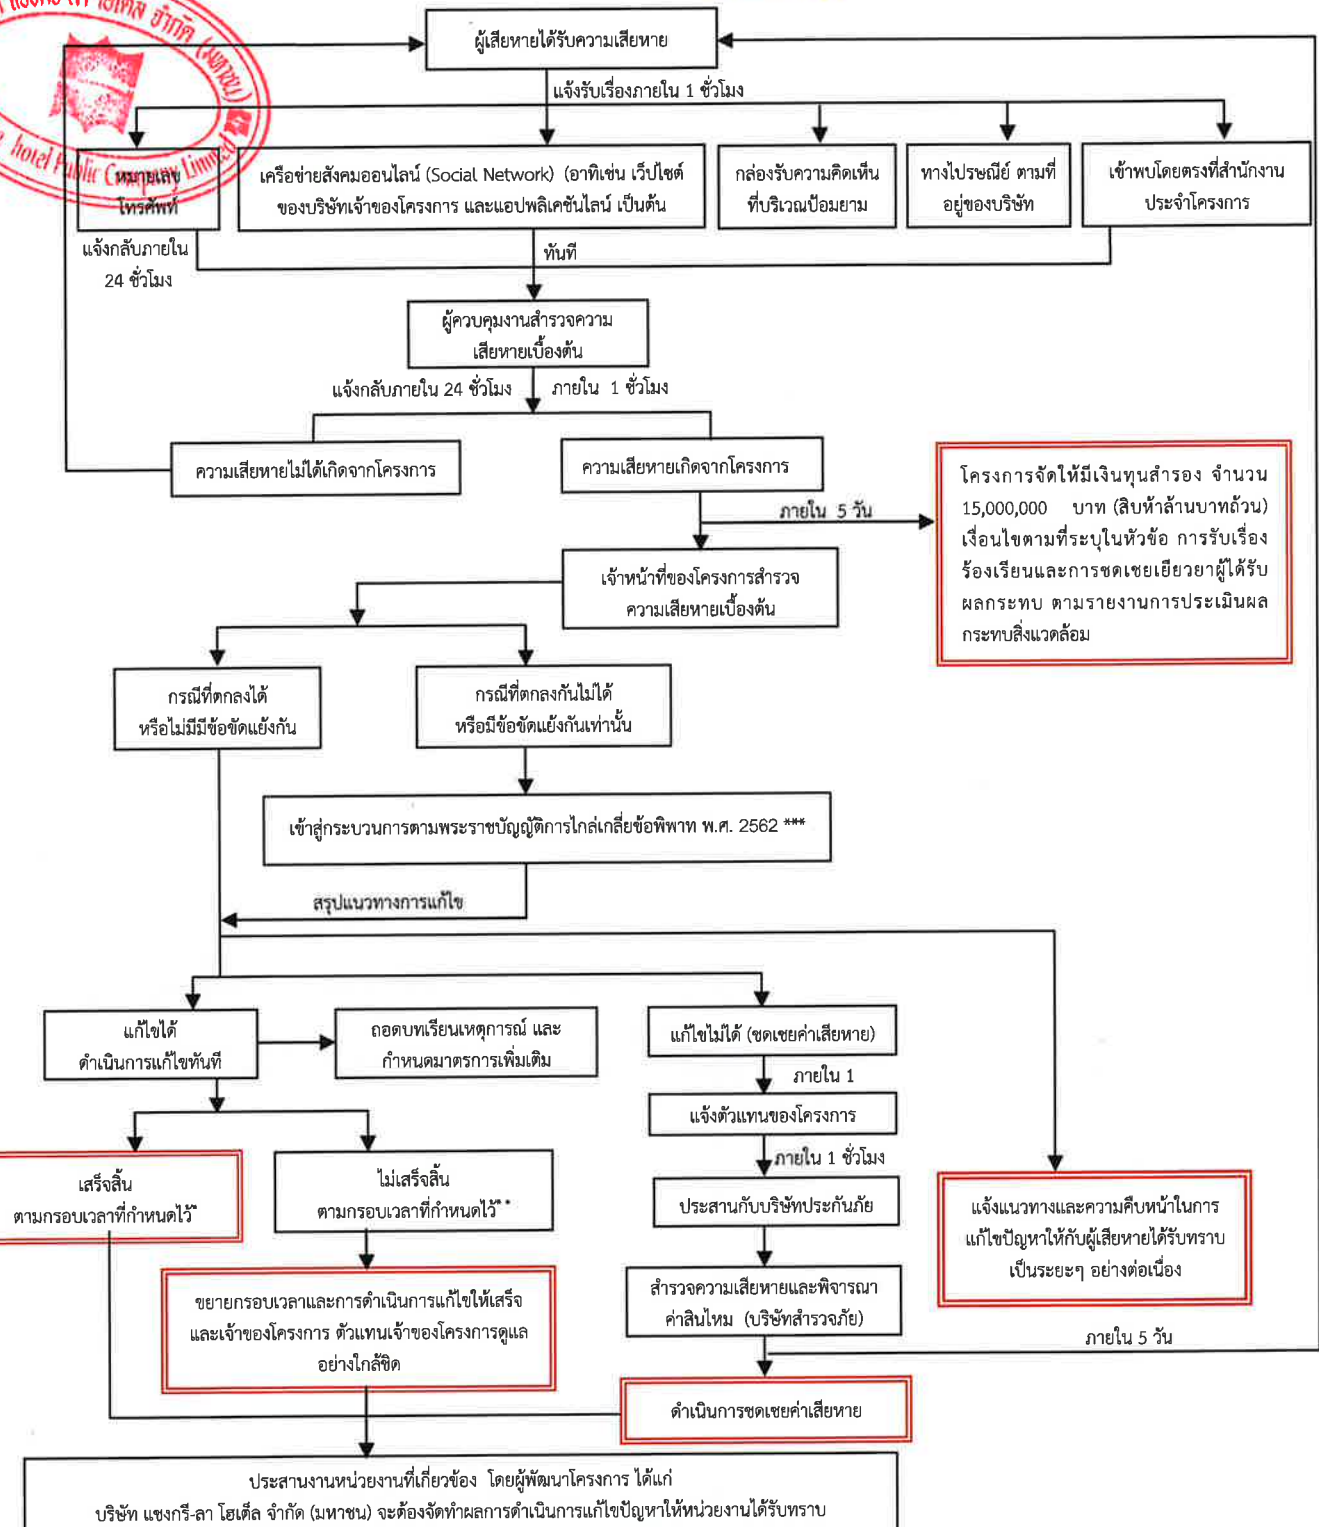 โฮเต็ล จำกัด (มหาชน)
hotel Public Company Limited
ผู้เสียหายได้รับความเสียหาย
แจ้งรับเรื่องภายใน 1 ชั่วโมง
หมายเลข
โทรศัพท์
เครือข่ายสังคมออนไลน์ (Social Network) (อาทิเช่น เว็ปไซต์
ของบริษัทเจ้าของโครงการ และแอปพลิเคชันไลน์ เป็นต้น
กล่องรับความคิดเห็น
ที่บริเวณป้อมยาม
ทางไปรษณีย์ ตามที่
อยู่ของบริษัท
เข้าพบโดยตรงที่สำนักงาน
ประจำโครงการ
แจ้งกลับภายใน
24 ชั่วโมง
ทันที
ผู้ควบคุมงานสำรวจความ
เสียหายเบื้องต้น
แจ้งกลับภายใน 24 ชั่วโมง
ภายใน 1 ชั่วโมง
ความเสียหายไม่ได้เกิดจากโครงการ
ความเสียหายเกิดจากโครงการ
ภายใน 5 วัน
โครงการจัดให้มีเงินทุนสำรอง จำนวน
15,000,000 บาท (สิบห้าล้านบาทถ้วน)
เงื่อนไขตามที่ระบุในหัวข้อ การรับเรื่อง
ร้องเรียนและการชดเชยเยียวยาผู้ได้รับ
ผลกระทบ ตามรายงานการประเมินผล
กระทบสิ่งแวดล้อม
เจ้าหน้าที่ของโครงการสำรวจ
ความเสียหายเบื้องต้น
กรณีที่ตกลงได้
หรือไม่มีมีข้อขัดแย้งกัน
กรณีที่ตกลงกันไม่ได้
หรือมีข้อขัดแย้งกันเท่านั้น
เข้าสู่กระบวนการตามพระราชบัญญัติการไกล่เกลี่ยข้อพิพาท พ.ศ. 2562 ***
สรุปแนวทางการแก้ไข
แก้ไขได้
ดำเนินการแก้ไขทันที
ถอดบทเรียนเหตุการณ์ และ
กำหนดมาตรการเพิ่มเติม
แก้ไขไม่ได้ (ชดเชยค่าเสียหาย)
ภายใน 1
แจ้งตัวแทนของโครงการ
ภายใน 1 ชั่วโมง
เสร็จสิ้น
ตามกรอบเวลาที่กำหนดไว้*
ไม่เสร็จสิ้น
ตามกรอบเวลาที่กำหนดไว้**
ประสานกับบริษัทประกันภัย
แจ้งแนวทางและความคืบหน้าในการ
แก้ไขปัญหาให้กับผู้เสียหายได้รับทราบ
เป็นระยะๆ อย่างต่อเนื่อง
ขยายกรอบเวลาและการดำเนินการแก้ไขให้เสร็จ
และเจ้าของโครงการ ตัวแทนเจ้าของโครงการดูแล
อย่างใกล้ชิด
สำรวจความเสียหายและพิจารณา
ค่าสินไหม (บริษัทสำรวจภัย)
ภายใน 5 วัน
ดำเนินการชดเชยค่าเสียหาย
ประสานงานหน่วยงานที่เกี่ยวข้อง โดยผู้พัฒนาโครงการ ได้แก่
บริษัท แชงกรี-ลา โฮเต็ล จำกัด (มหาชน) จะต้องจัดทำผลการดำเนินการแก้ไขปัญหาให้หน่วยงานได้รับทราบ